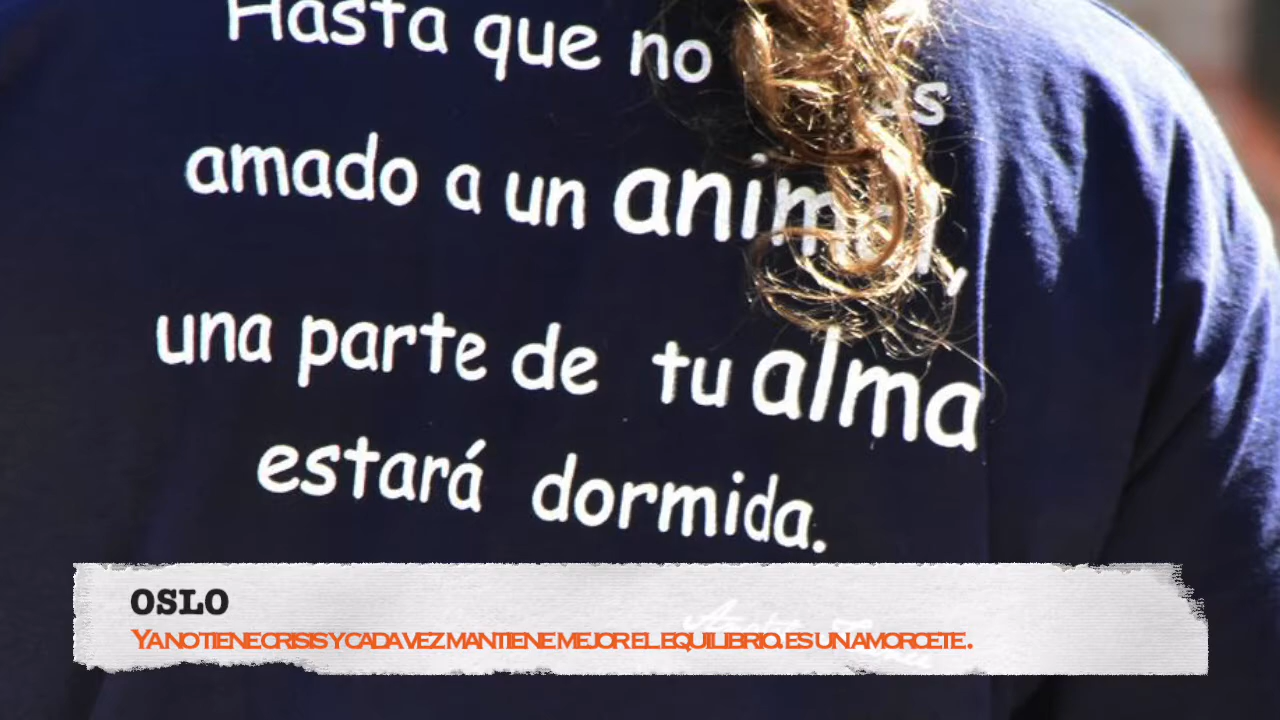 Hasta que no
amado a un animal,
una parte de tu alma
estará dormida.
OSLO
YA NO TIENE CRISIS Y CADA VEZ MANTIENE MEJOR EL EQUILIBRIO. ES UN AMORCETE.